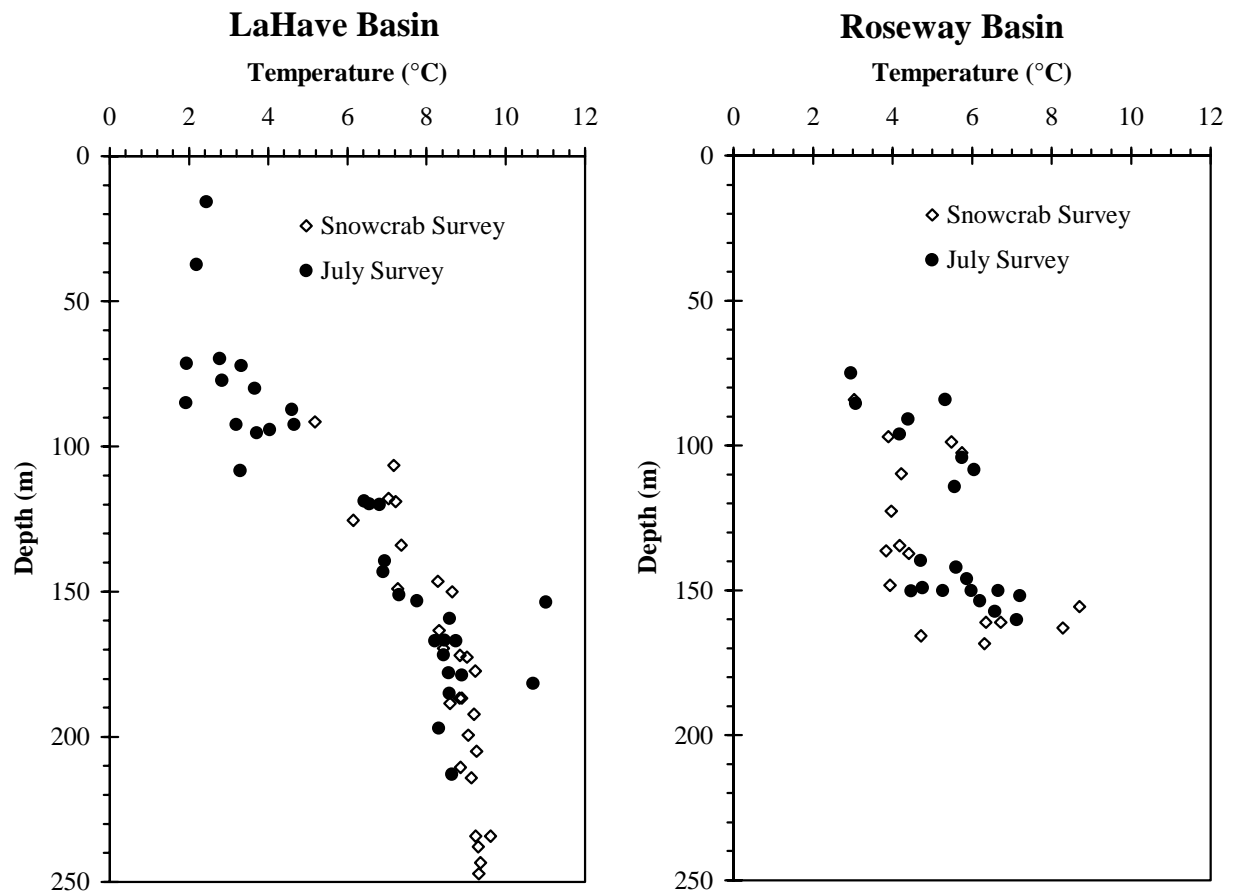 LaHave Basin
Temperature (°C)
0 2 4 6 8 10 12
0
50
100
150
200
250
Depth (m)
Snowcrab Survey
July Survey
Roseway Basin
Temperature (°C)
0 2 4 6 8 10 12
0
50
100
150
200
250
Depth (m)
Snowcrab Survey
July Survey